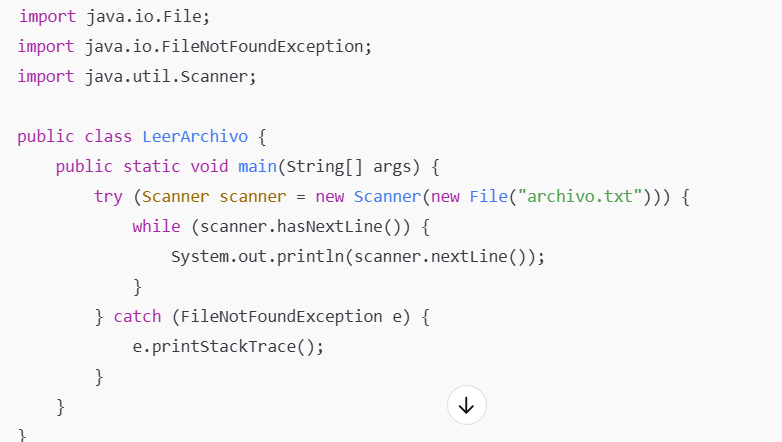 import java.io.File;
import java.io.FileNotFoundException;
import java.util.Scanner;

public class LeerArchivo {
    public static void main(String[] args) {
        try (Scanner scanner = new Scanner(new File("archivo.txt"))) {
            while (scanner.hasNextLine()) {
                System.out.println(scanner.nextLine());
            }
        } catch (FileNotFoundException e) {
            e.printStackTrace();
        }
    }
}